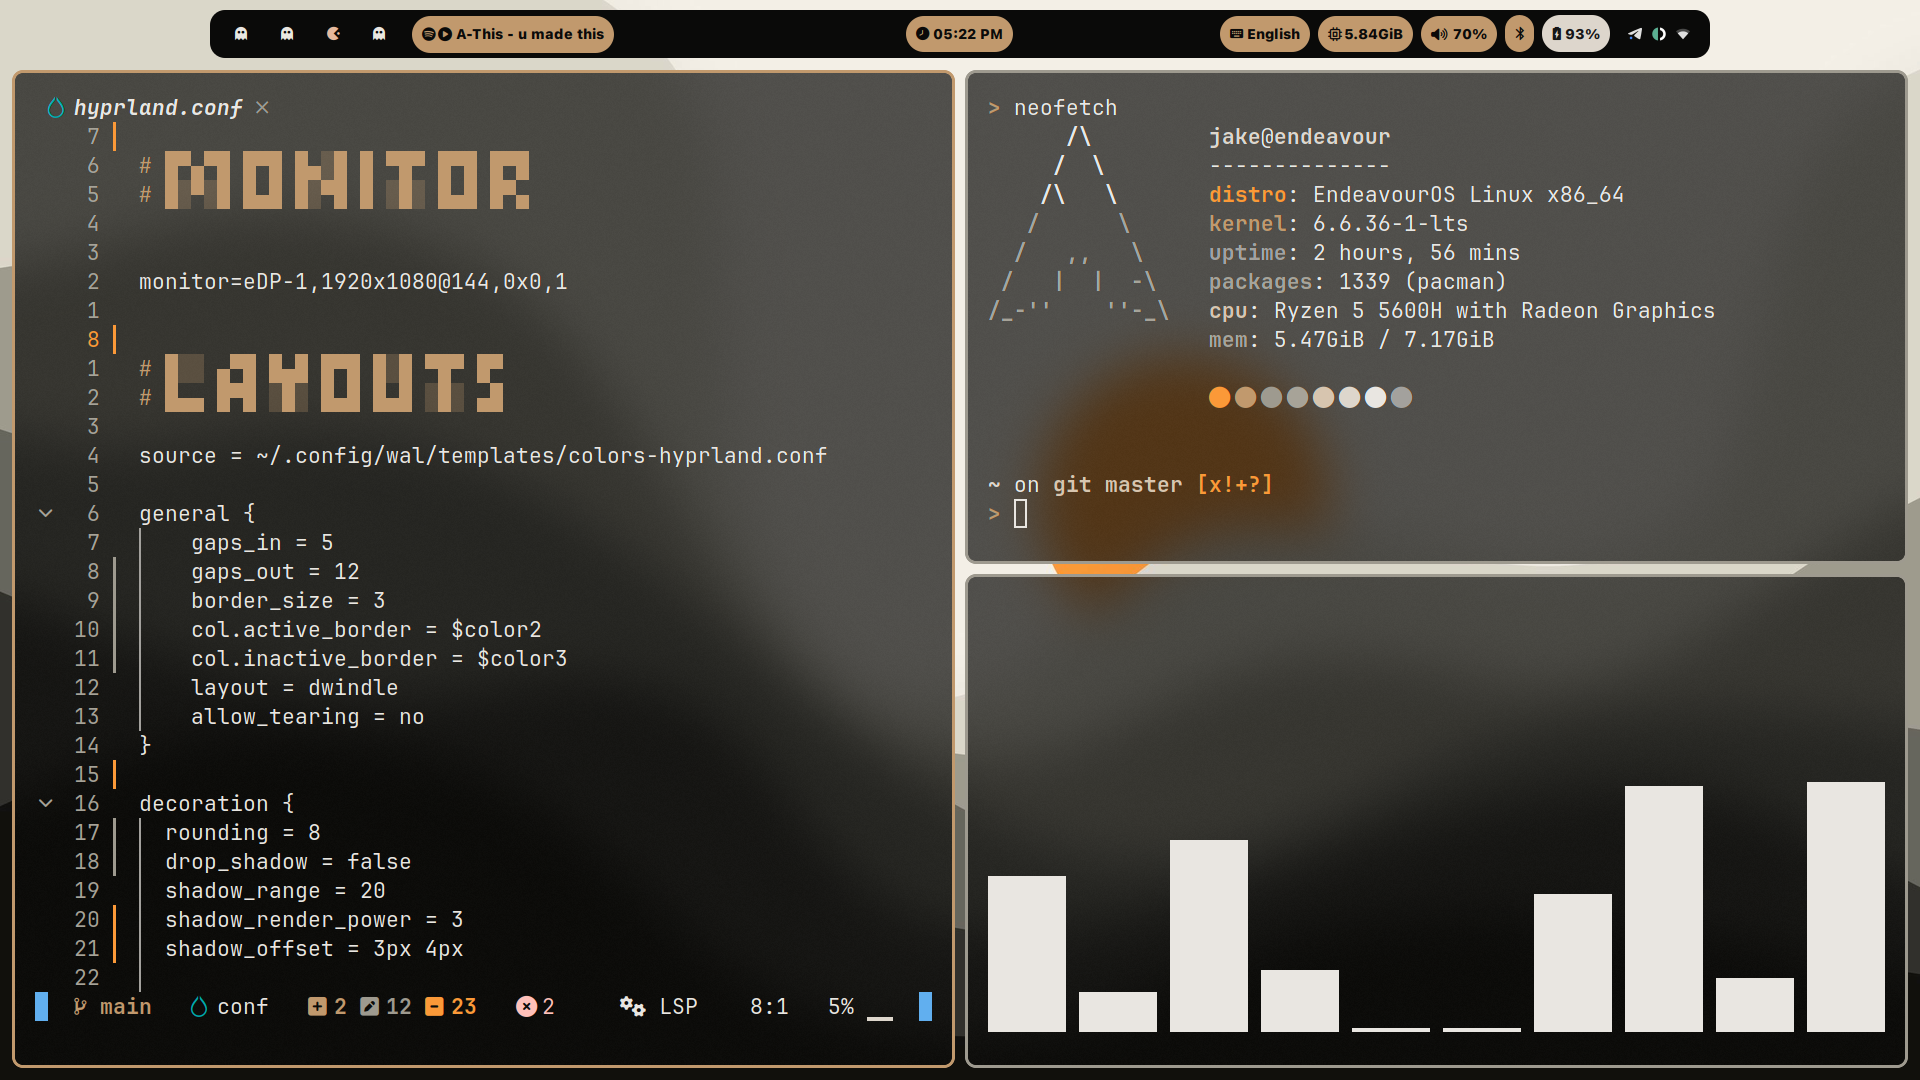 A-This - u made this
05:22 PM
English
5.84GiB
70%
93%
hyprland.conf ×
7
6 # MONITOR
5 #
4
3
2 monitor=eDP-1,1920x1080@144,0x0,1
1
8
1 # LAYOUTS
2 #
3
4 source = ~/.config/wal/templates/colors-hyprland.conf
5
6 general {
7 gaps_in = 5
8 gaps_out = 12
9 border_size = 3
10 col.active_border = $color2
11 col.inactive_border = $color3
12 layout = dwindle
13 allow_tearing = no
14 }
15
16 decoration {
17 rounding = 8
18 drop_shadow = false
19 shadow_range = 20
20 shadow_render_power = 3
21 shadow_offset = 3px 4px
22
main conf 2 12 23 2 LSP 8:1 5% __
> neofetch
/\ jake@endeavour
/ \ --------------
/\ \ distro: EndeavourOS Linux x86_64
/ \ kernel: 6.6.36-1-lts
/ ,, \ uptime: 2 hours, 56 mins
/ | | -\ packages: 1339 (pacman)
/_-'' ''-_\ cpu: Ryzen 5 5600H with Radeon Graphics
mem: 5.47GiB / 7.17GiB
~ on git master [x!+?]
>